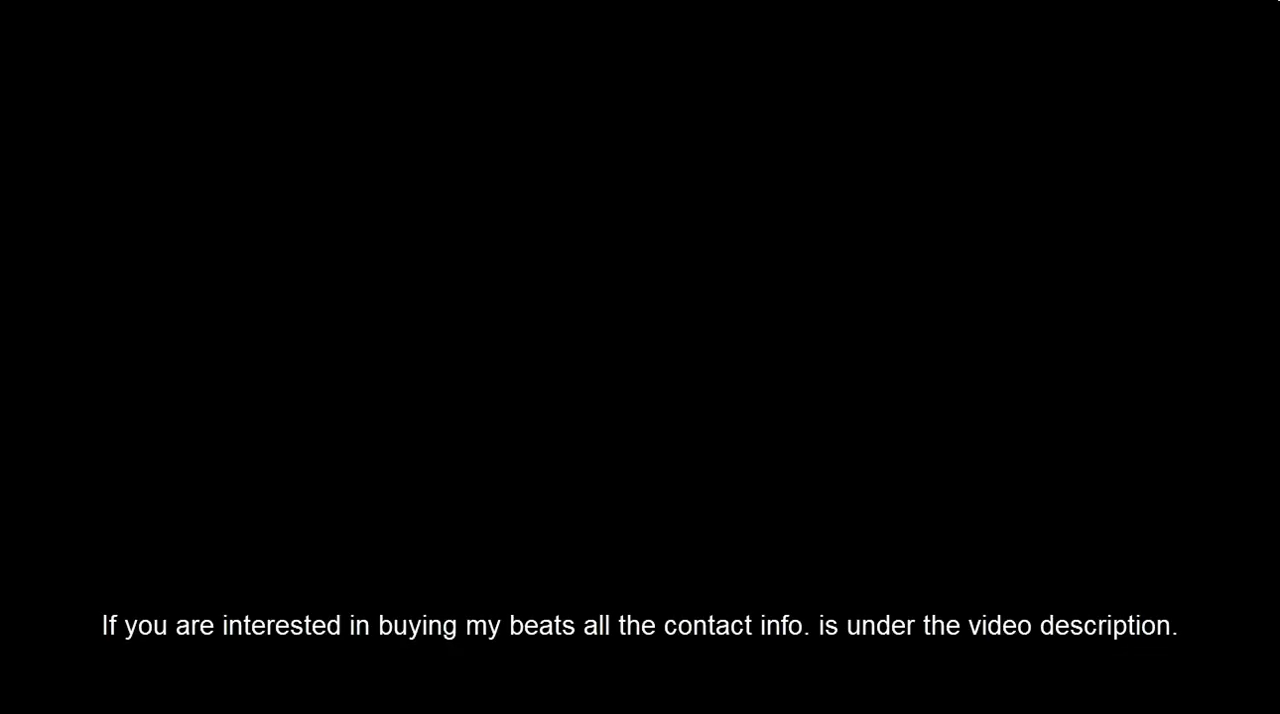 If you are interested in buying my beats all the contact info. is under the video description.